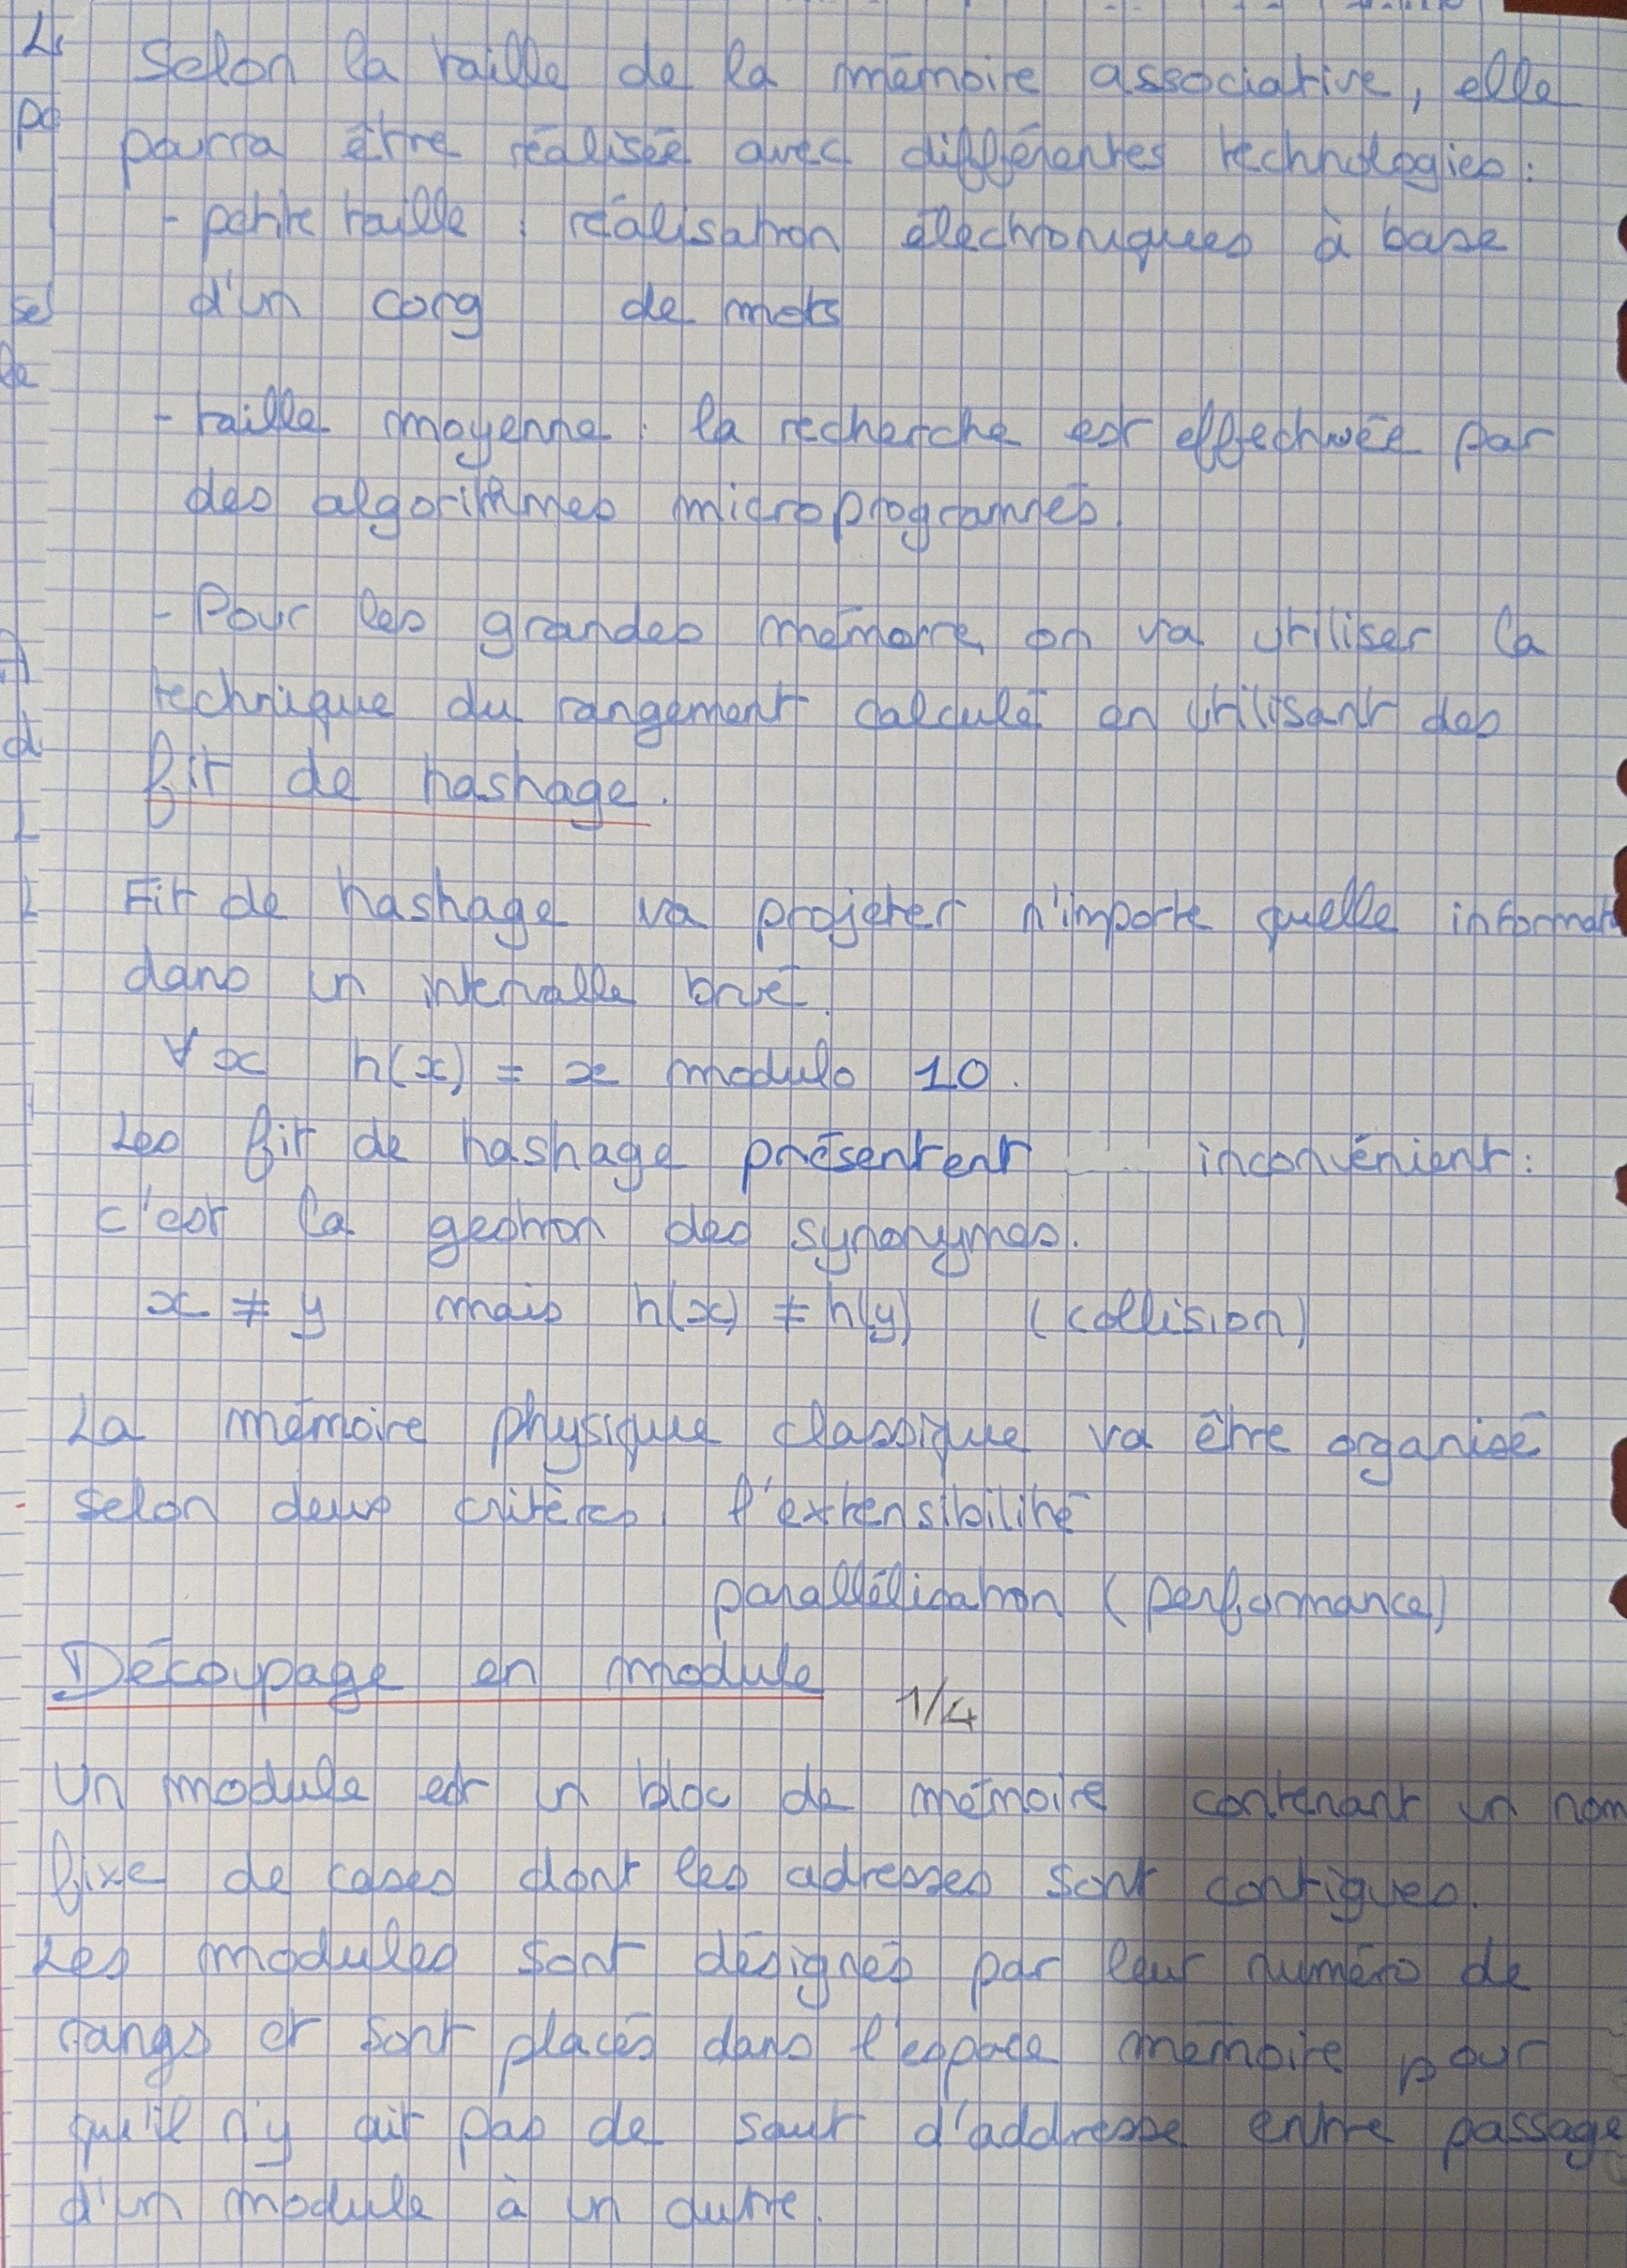 Selon la taille de la mémoire associative, elle
pourra être réalisée avec différentes technologies :
- petite taille : réalisation électroniques à base
d'un corg de mots
- taille moyenne : la recherche est effectuée par
des algorithmes microprogrammés.
- Pour les grandes mémoire, on va utiliser la
technique du rangement calculé en utilisant des
fit de hashage.
Fit de hashage va projeter n'importe quelle informat
dans un intervalle
∀x h(x) = x modulo 10.
Les fit de hashage présentent inconvénient :
c'est la gestion des synonymes.
x ≠ y mais h(x) ≠ h(y) (collision)
La mémoire physique classique va être organisé
selon deux critères, l'extensibilité
parallélisation (performance)
Découpage en module
1/4
Un module est un bloc de mémoire contenant un nom
fixe de cases dont les adresses sont contigues.
Les modules sont désignés par leur numéro de
rangs et sont placés dans l'espace mémoire pour
qu'il n'y ait pas de saut d'addresse entre passage
d'un module à un autre.